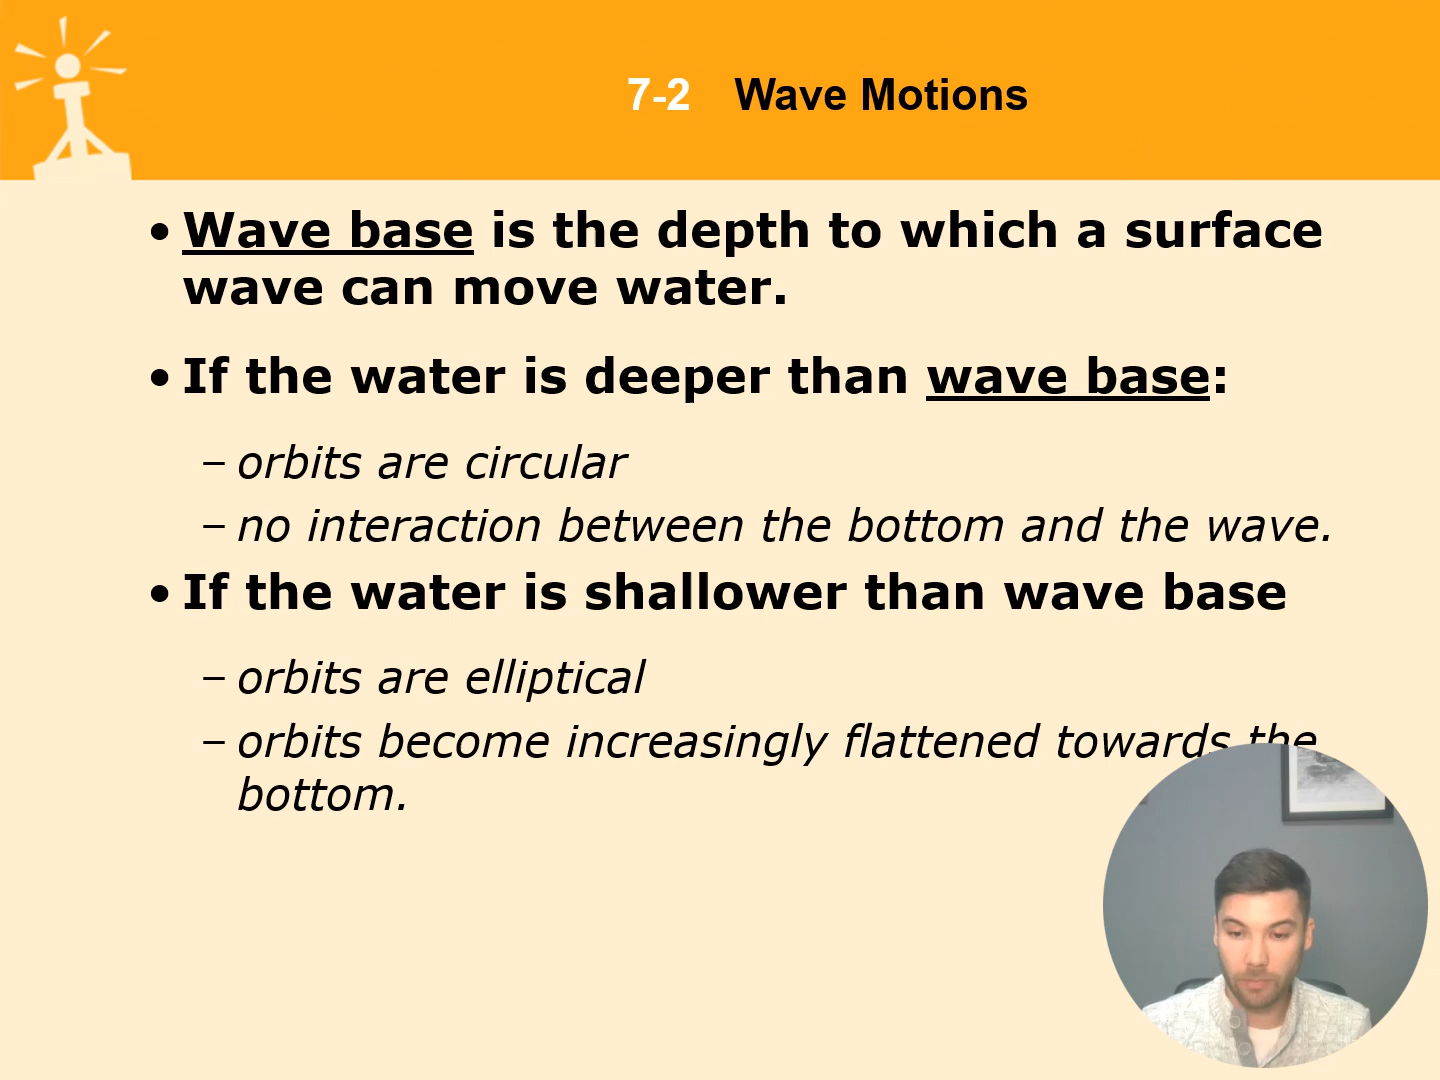 7-2 Wave Motions
• Wave base is the depth to which a surface
wave can move water.
• If the water is deeper than wave base:
– orbits are circular
– no interaction between the bottom and the wave.
• If the water is shallower than wave base
– orbits are elliptical
– orbits become increasingly flattened towards the
bottom.